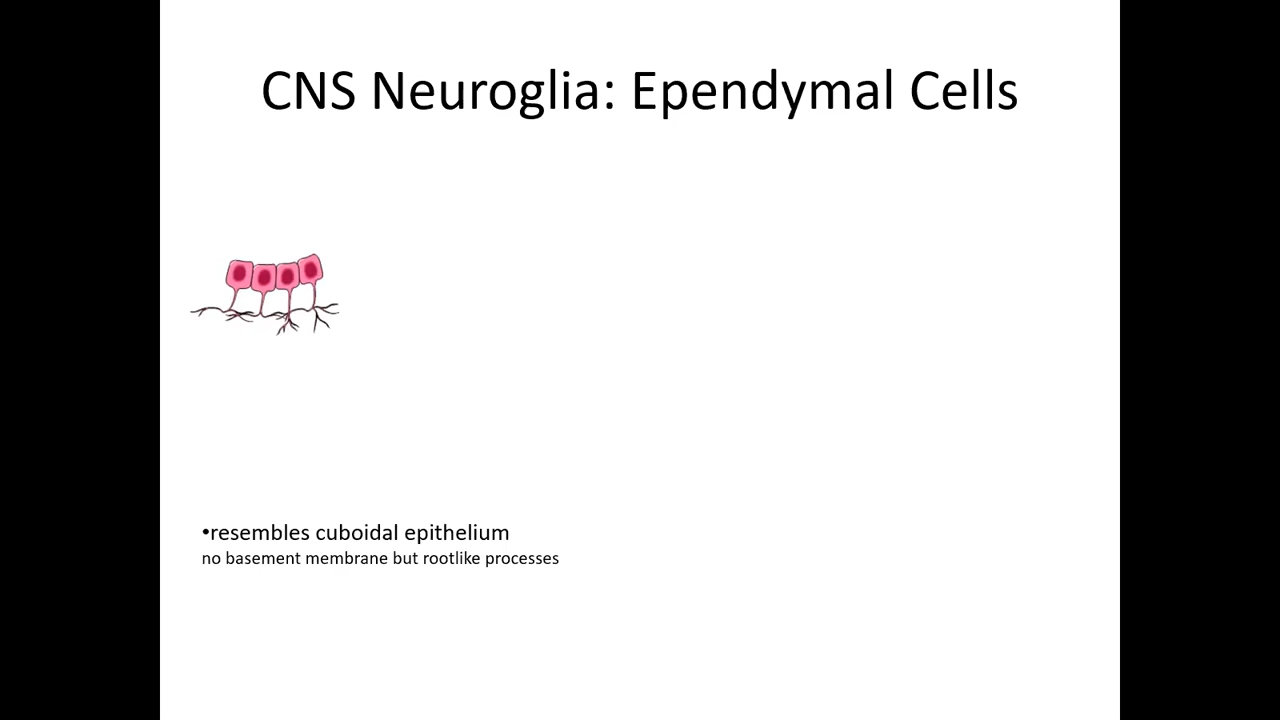 CNS Neuroglia: Ependymal Cells
•resembles cuboidal epithelium
no basement membrane but rootlike processes